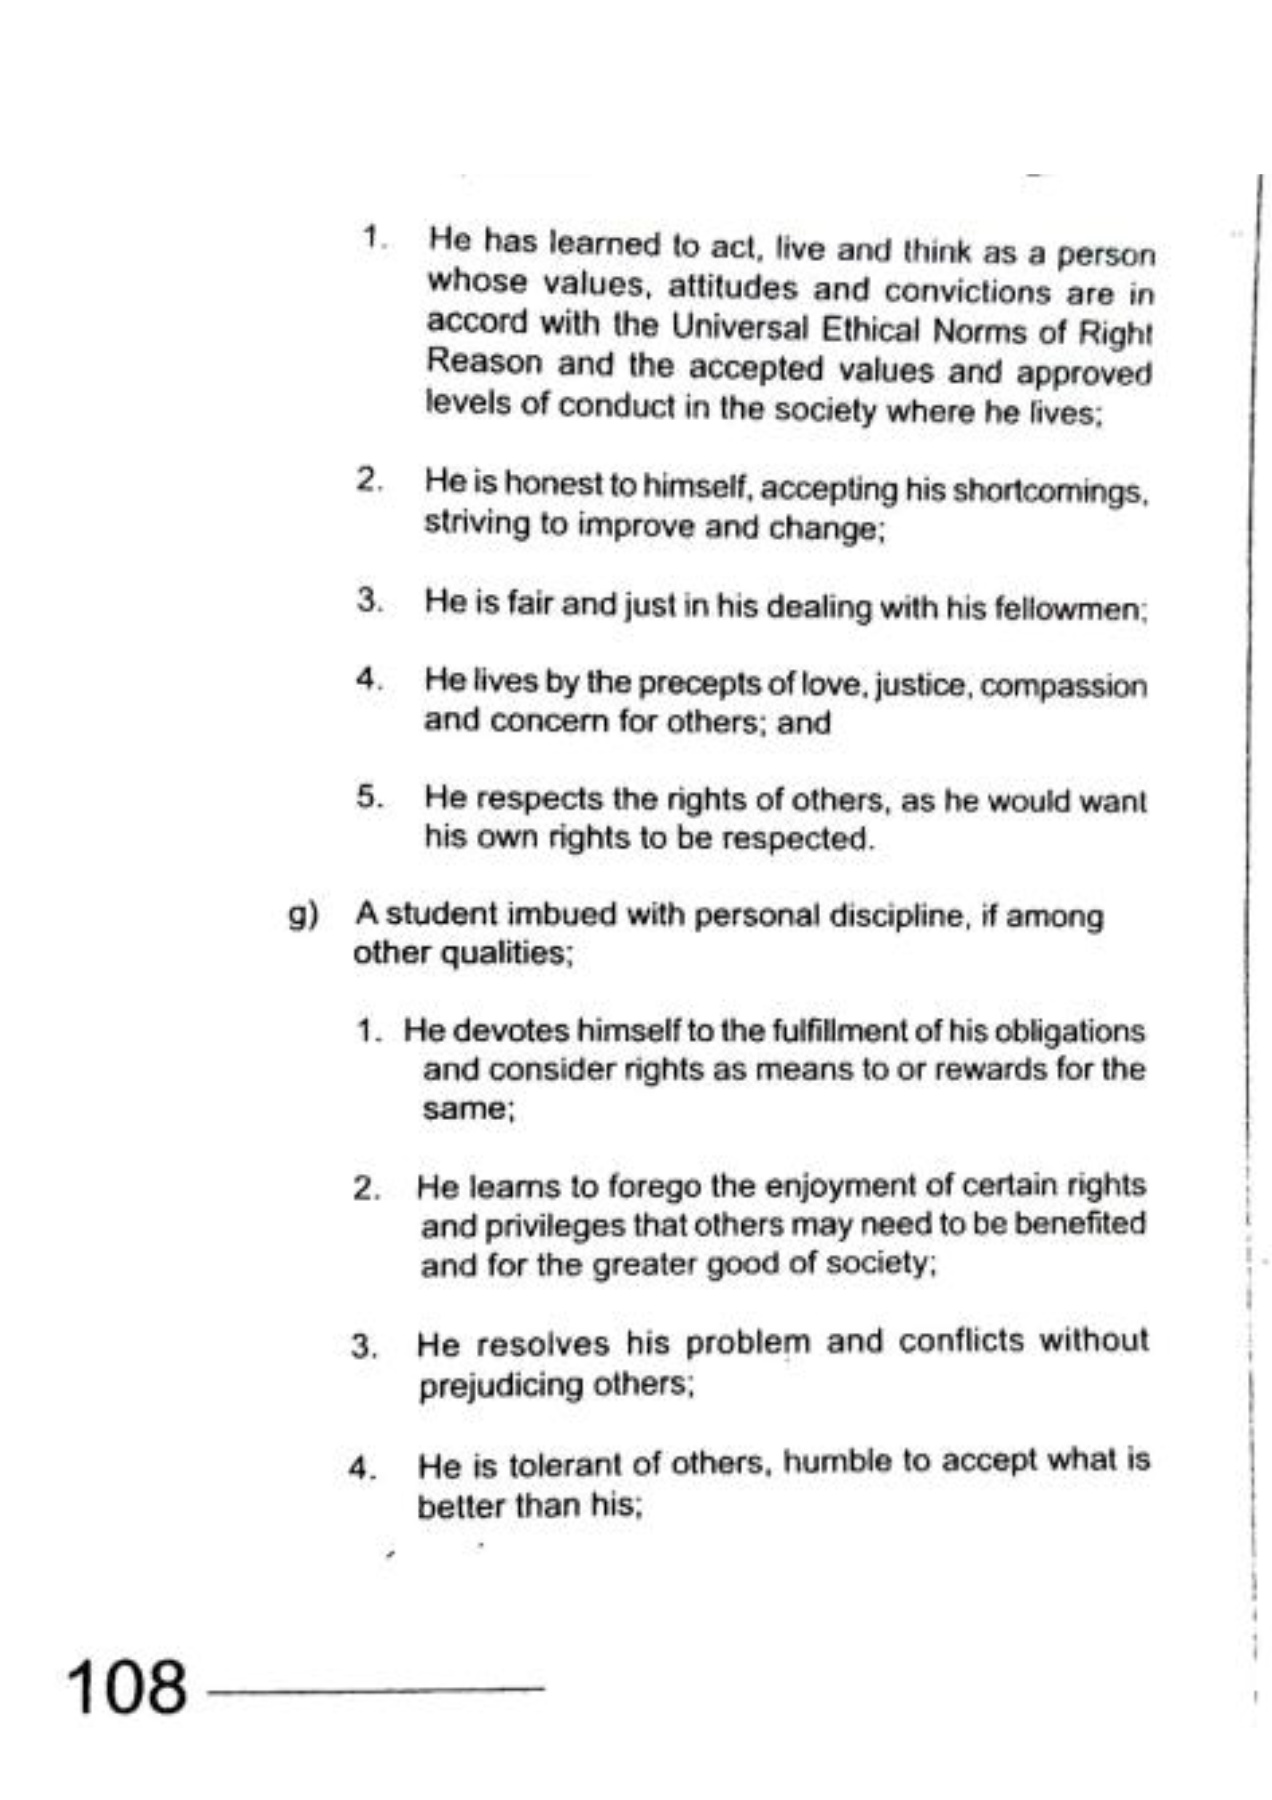 1. He has learned to act, live and think as a person
whose values, attitudes and convictions are in
accord with the Universal Ethical Norms of Right
Reason and the accepted values and approved
levels of conduct in the society where he lives;
2. He is honest to himself, accepting his shortcomings,
striving to improve and change;
3. He is fair and just in his dealing with his fellowmen;
4. He lives by the precepts of love, justice, compassion
and concern for others; and
5. He respects the rights of others, as he would want
his own rights to be respected.
g) A student imbued with personal discipline, if among
other qualities;
1. He devotes himself to the fulfillment of his obligations
and consider rights as means to or rewards for the
same;
2. He learns to forego the enjoyment of certain rights
and privileges that others may need to be benefited
and for the greater good of society;
3. He resolves his problem and conflicts without
prejudicing others;
4. He is tolerant of others, humble to accept what is
better than his;
108